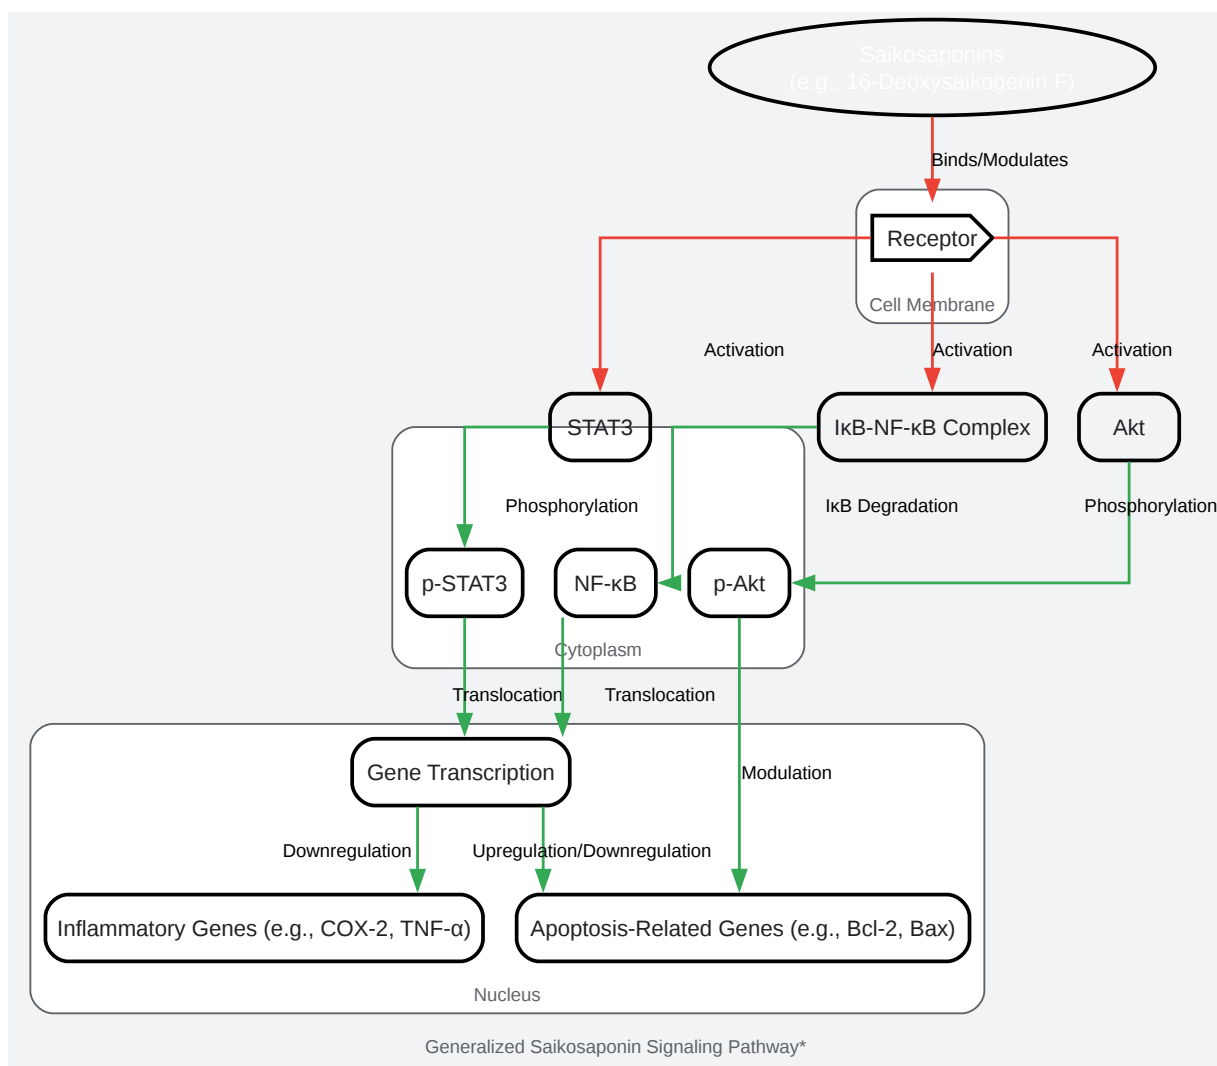 Saikosaponins
(e.g., 16-Deoxysaikogenin F)
Binds/Modulates
Receptor
Cell Membrane
Activation
Activation
Activation
STAT3
IκB-NF-κB Complex
Akt
Phosphorylation
IκB Degradation
Phosphorylation
p-STAT3
NF-κB
p-Akt
Cytoplasm
Translocation
Translocation
Gene Transcription
Modulation
Downregulation
Upregulation/Downregulation
Inflammatory Genes (e.g., COX-2, TNF-α)
Apoptosis-Related Genes (e.g., Bcl-2, Bax)
Nucleus
Generalized Saikosaponin Signaling Pathway*